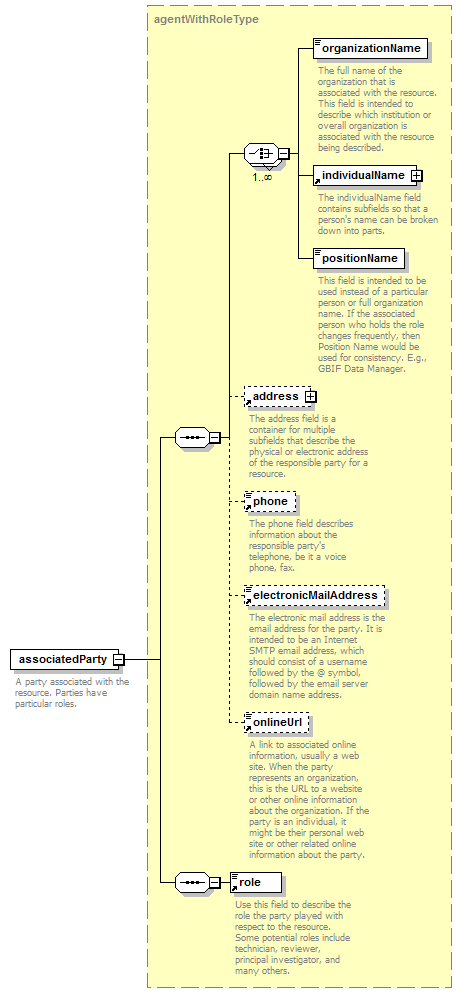 agentWithRoleType
organizationName
The full name of the
organization that is
associated with the resource.
This field is intended to
describe which institution or
overall organization is
associated with the resource
being described.
1..∞
individualName
The individualName field
contains subfields so that a
person's name can be broken
down into parts.
positionName
This field is intended to be
used instead of a particular
person or full organization
name. If the associated
person who holds the role
changes frequently, then
Position Name would be
used for consistency. E.g.,
GBIF Data Manager.
address
The address field is a
container for multiple
subfields that describe the
physical or electronic address
of the responsible party for a
resource.
phone
The phone field describes
information about the
responsible party's
telephone, be it a voice
phone, fax.
electronicMailAddress
The electronic mail address is the
email address for the party. It is
intended to be an Internet
SMTP email address, which
should consist of a username
followed by the @ symbol,
followed by the email server
domain name address.
associatedParty
A party associated with the
resource. Parties have
particular roles.
onlineUrl
A link to associated online
information, usually a web
site. When the party
represents an organization,
this is the URL to a website
or other online information
about the organization. If the
party is an individual, it
might be their personal web
site or other related online
information about the party.
role
Use this field to describe the
role the party played with
respect to the resource.
Some potential roles include
technician, reviewer,
principal investigator, and
many others.